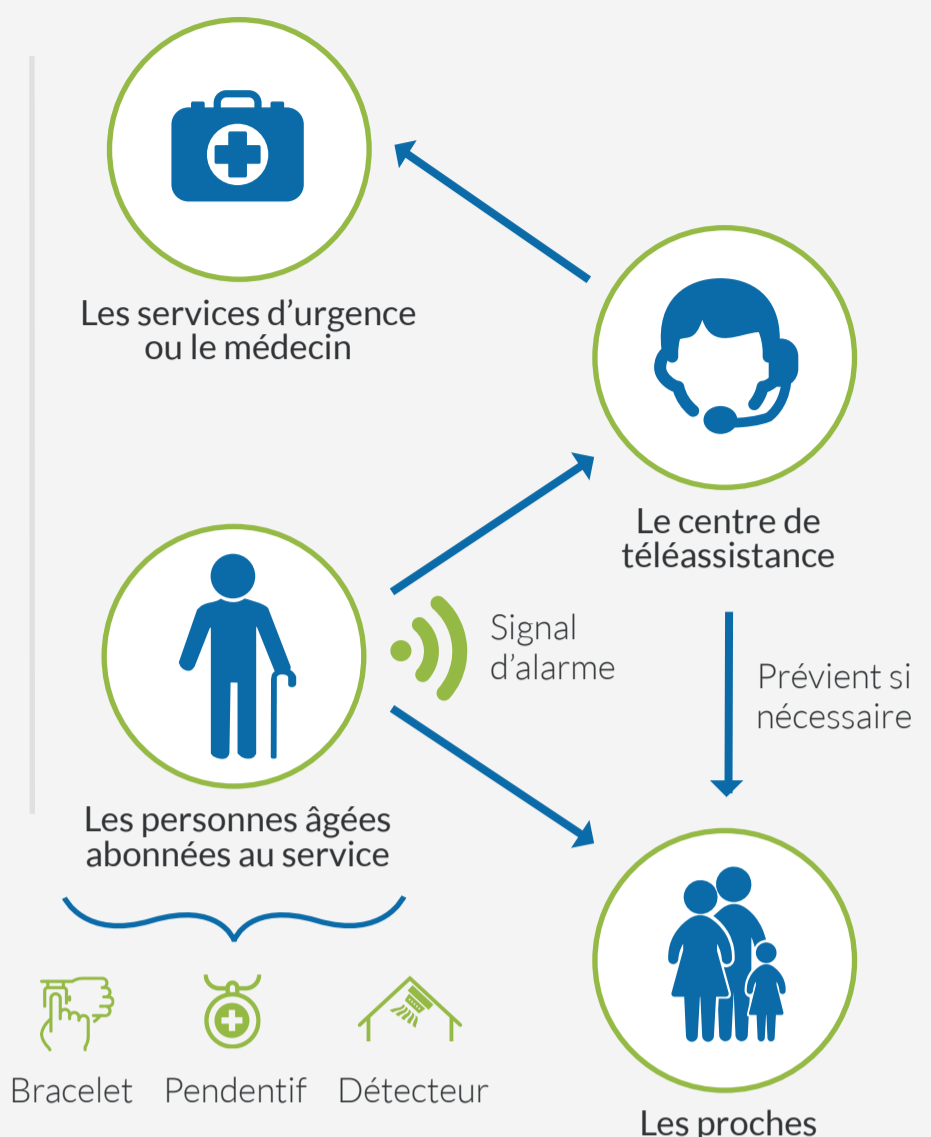 Les services d’urgence
ou le médecin
Le centre de
téléassistance
Signal
d’alarme
Prévient si
nécessaire
Les personnes âgées
abonnées au service
Bracelet
Pendentif
Détecteur
Les proches